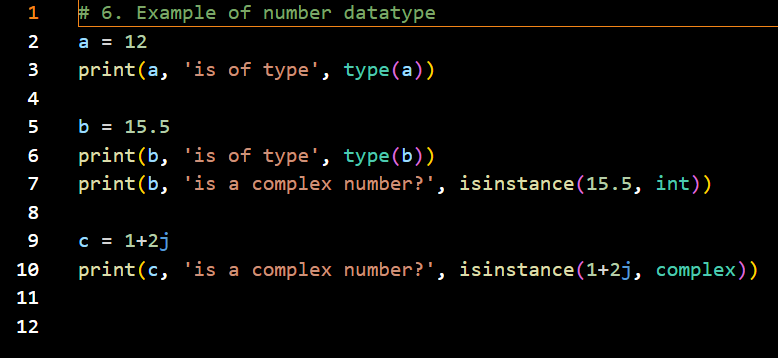 1 # 6. Example of number datatype
2 a = 12
3 print(a, 'is of type', type(a))
4
5 b = 15.5
6 print(b, 'is of type', type(b))
7 print(b, 'is a complex number?', isinstance(15.5, int))
8
9 c = 1+2j
10 print(c, 'is a complex number?', isinstance(1+2j, complex))
11
12